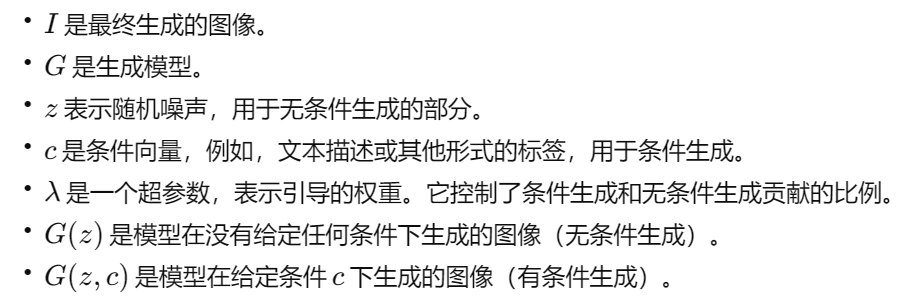 • I 是最终生成的图像。
• G 是生成模型。
• z 表示随机噪声，用于无条件生成的部分。
• c 是条件向量，例如，文本描述或其他形式的标签，用于条件生成。
• λ 是一个超参数，表示引导的权重。它控制了条件生成和无条件生成贡献的比例。
• G(z) 是模型在没有给定任何条件下生成的图像（无条件生成）。
• G(z, c) 是模型在给定条件 c 下生成的图像（有条件生成）。